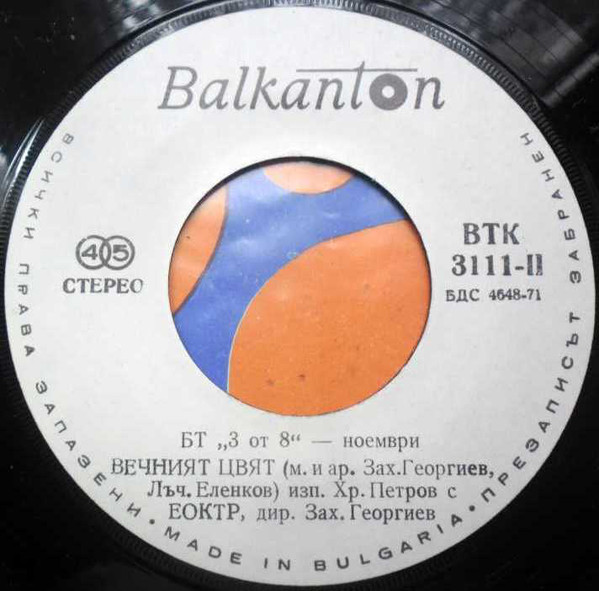 Balkanton
45
СТЕРЕО
ВТК
3111-II
БДС 4648-71
БТ „3 от 8“ — ноември
ВЕЧНИЯТ ЦВЯТ (м. и ар. Зах.Георгиев,
Лъч. Еленков) изп. Хр. Петров с
ЕОКТР, дир. Зах. Георгиев
ВСИЧКИ ПРАВА ЗАПАЗЕНИ • MADE IN BULGARIA • ПРЕЗАПИСЪТ ЗАБРАНЕН